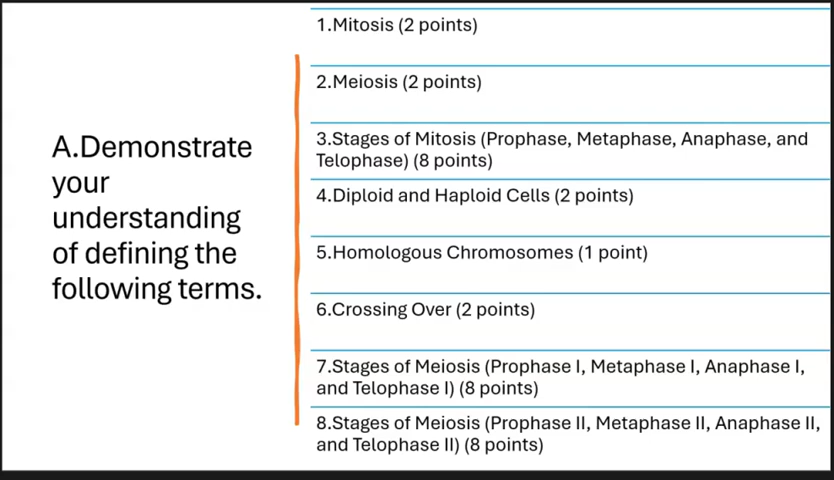 A.Demonstrate
your
understanding
of defining the
following terms.
1.Mitosis (2 points)
2.Meiosis (2 points)
3.Stages of Mitosis (Prophase, Metaphase, Anaphase, and
Telophase) (8 points)
4.Diploid and Haploid Cells (2 points)
5.Homologous Chromosomes (1 point)
6.Crossing Over (2 points)
7.Stages of Meiosis (Prophase I, Metaphase I, Anaphase I,
and Telophase I) (8 points)
8.Stages of Meiosis (Prophase II, Metaphase II, Anaphase II,
and Telophase II) (8 points)